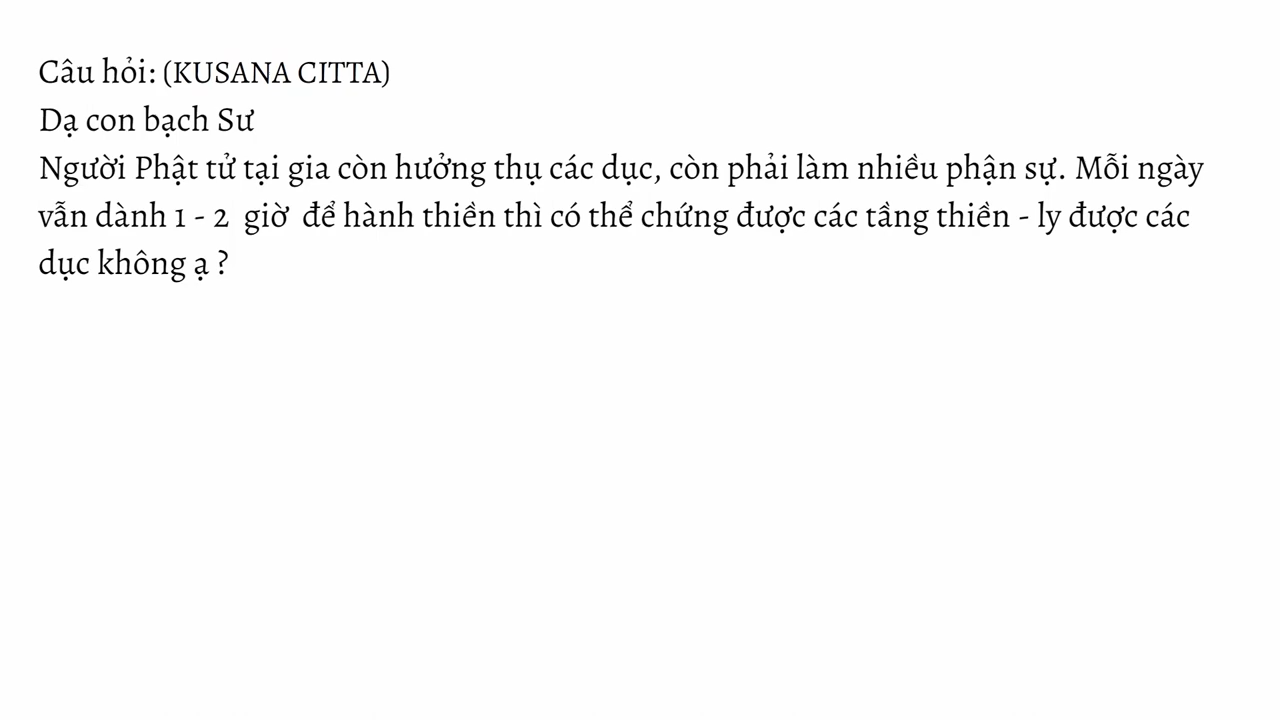 Câu hỏi: (KUSANA CITTA)
Dạ con bạch Sư
Người Phật tử tại gia còn hưởng thụ các dục, còn phải làm nhiều phận sự. Mỗi ngày
vẫn dành 1 - 2 giờ để hành thiền thì có thể chứng được các tầng thiền - ly được các
dục không ạ ?